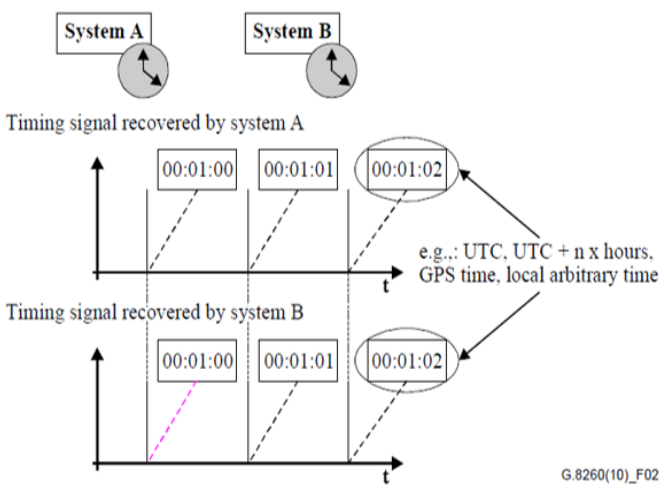 System A
System B
Timing signal recovered by system A
00:01:00
00:01:01
00:01:02
e.g.,: UTC, UTC + n x hours,
GPS time, local arbitrary time
t
Timing signal recovered by system B
00:01:00
00:01:01
00:01:02
t
G.8260(10)_F02